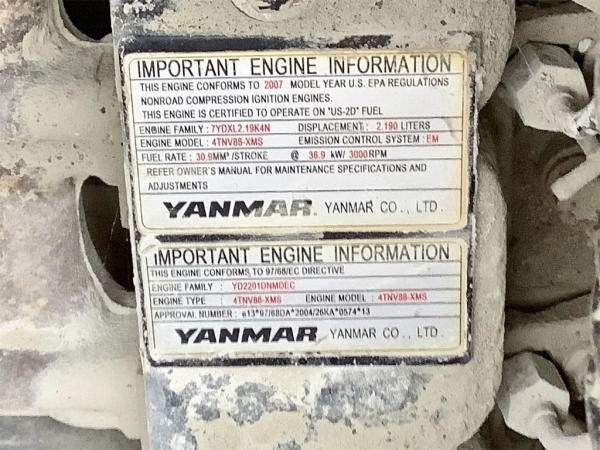 IMPORTANT ENGINE INFORMATION
THIS ENGINE CONFORMS TO 2007 MODEL YEAR U.S. EPA REGULATIONS
NONROAD COMPRESSION IGNITION ENGINES.
THIS ENGINE IS CERTIFIED TO OPERATE ON "US-2D" FUEL
ENGINE FAMILY : 7YDXL2.19K4N DISPLACEMENT : 2.190 LITERS
ENGINE MODEL : 4TNV88-XMS EMISSION CONTROL SYSTEM : EM
FUEL RATE : 30.9MM³ /STROKE @ 36.9 kW/ 3000RPM
REFER OWNER'S MANUAL FOR MAINTENANCE SPECIFICATIONS AND
ADJUSTMENTS
YANMAR. YANMAR CO., LTD.
IMPORTANT ENGINE INFORMATION
THIS ENGINE CONFORMS TO 97/68/EC DIRECTIVE
ENGINE FAMILY : YD2201DNMDEC
ENGINE TYPE : 4TNV88-XMS ENGINE MODEL : 4TNV88-XMS
APPROVAL NUMBER : e13*97/68DA*2004/26KA*0574*13
YANMAR YANMAR CO., LTD.